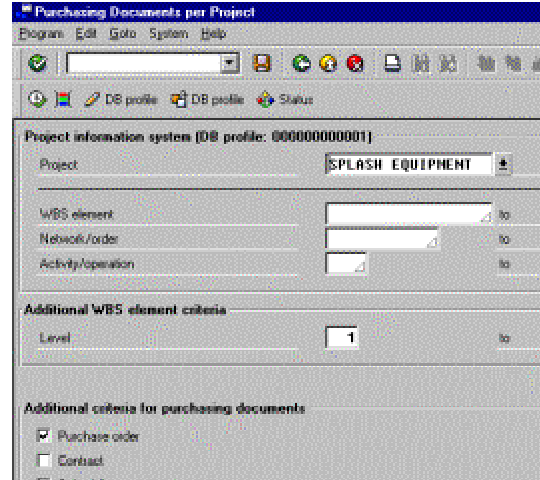 Purchasing Documents per Project
Program Edit Goto System Help
DB profile DB profile Status
Project information system (DB profile: 000000000001)
Project SPLASH EQUIPMENT
WBS element to
Network/order to
Activity/operation to
Additional WBS element criteria
Level 1 to
Additional criteria for purchasing documents
Purchase order
Contract